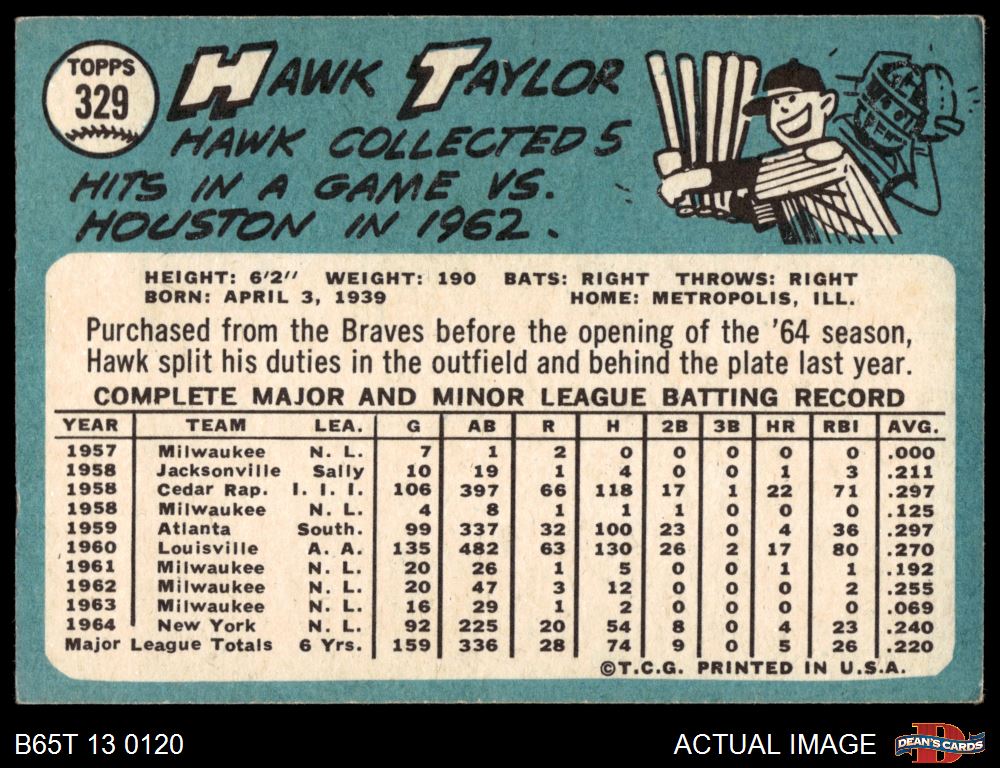 TOPPS
329
HAWK TAYLOR
HAWK COLLECTED 5
HITS IN A GAME VS.
HOUSTON IN 1962.
HEIGHT: 6'2" WEIGHT: 190 BATS: RIGHT THROWS: RIGHT
BORN: APRIL 3, 1939 HOME: METROPOLIS, ILL.
Purchased from the Braves before the opening of the '64 season,
Hawk split his duties in the outfield and behind the plate last year.
COMPLETE MAJOR AND MINOR LEAGUE BATTING RECORD
YEAR TEAM LEA. G AB R H 2B 3B HR RBI AVG.
1957 Milwaukee N. L. 7 1 2 0 0 0 0 0 .000
1958 Jacksonville Sally 10 19 1 4 0 0 1 3 .211
1958 Cedar Rap. I. I. I. 106 397 66 118 17 1 22 71 .297
1958 Milwaukee N. L. 4 8 1 1 1 0 0 0 .125
1959 Atlanta South. 99 337 32 100 23 0 4 36 .297
1960 Louisville A. A. 135 482 63 130 26 2 17 80 .270
1961 Milwaukee N. L. 20 26 1 5 0 0 1 1 .192
1962 Milwaukee N. L. 20 47 3 12 0 0 0 2 .255
1963 Milwaukee N. L. 16 29 1 2 0 0 0 0 .069
1964 New York N. L. 92 225 20 54 8 0 4 23 .240
Major League Totals 6 Yrs. 159 336 28 74 9 0 5 26 .220
©T.C.G. PRINTED IN U.S.A.
B65T 13 0120 ACTUAL IMAGE
DEAN'S CARDS